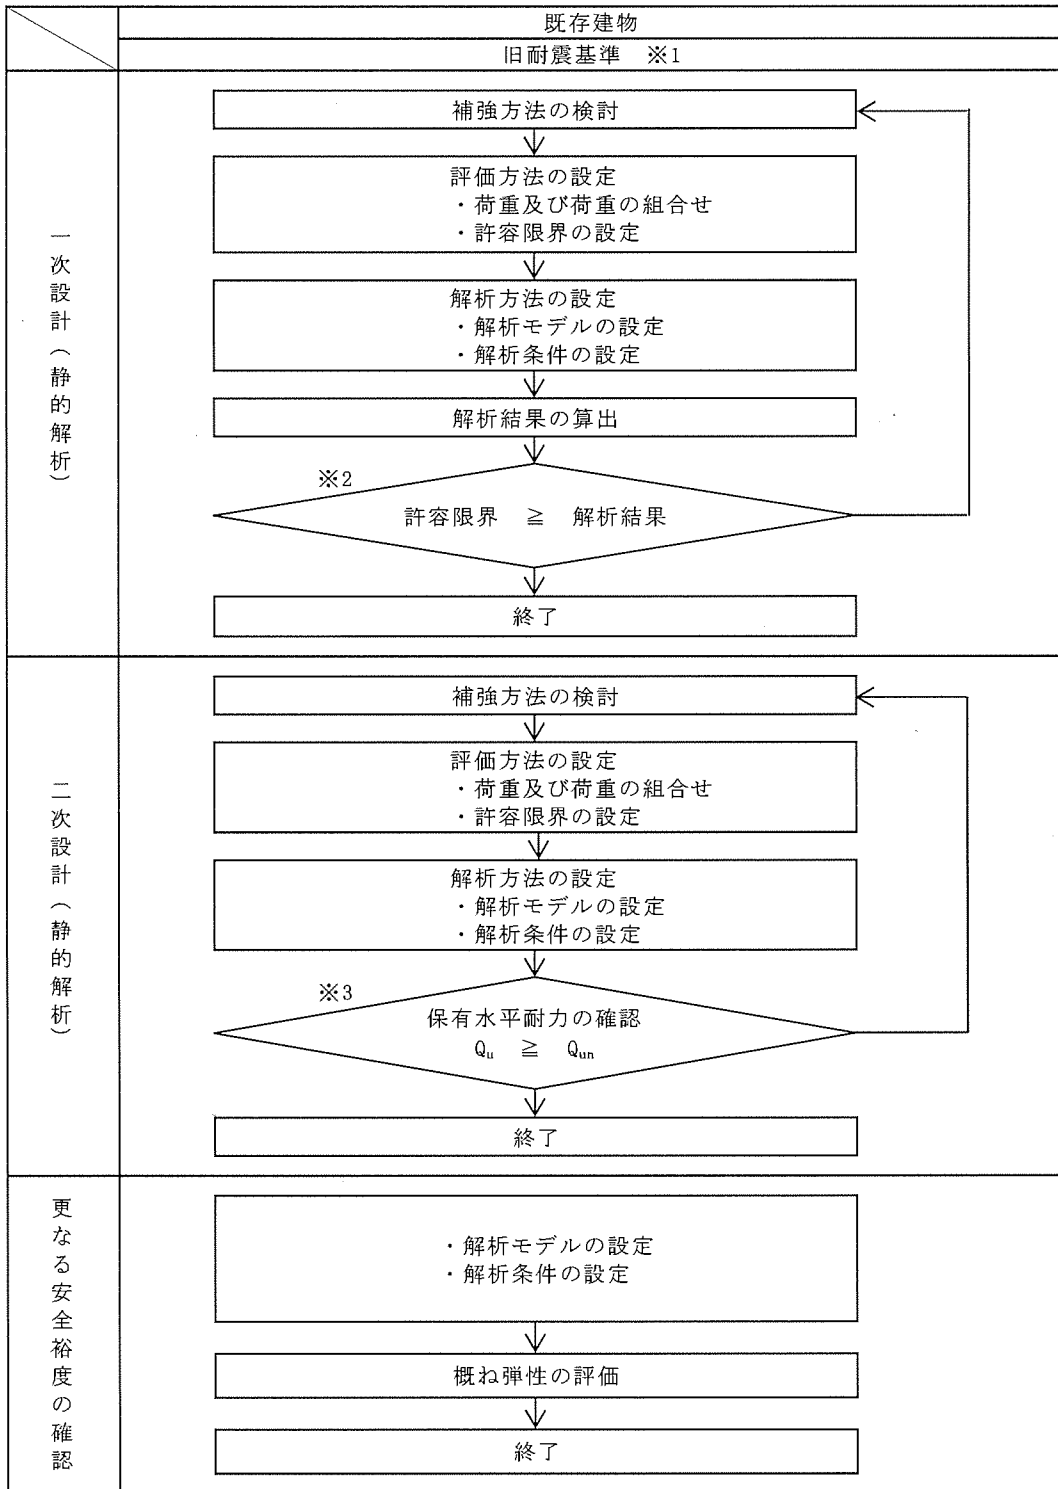 既存建物
旧耐震基準 ※1
一次設計（静的解析）
補強方法の検討
評価方法の設定
・荷重及び荷重の組合せ
・許容限界の設定
解析方法の設定
・解析モデルの設定
・解析条件の設定
解析結果の算出
※2
許容限界 ≧ 解析結果
終了
二次設計（静的解析）
補強方法の検討
評価方法の設定
・荷重及び荷重の組合せ
・許容限界の設定
解析方法の設定
・解析モデルの設定
・解析条件の設定
※3
保有水平耐力の確認
Qu ≧ Qun
終了
更なる安全裕度の確認
・解析モデルの設定
・解析条件の設定
概ね弾性の評価
終了